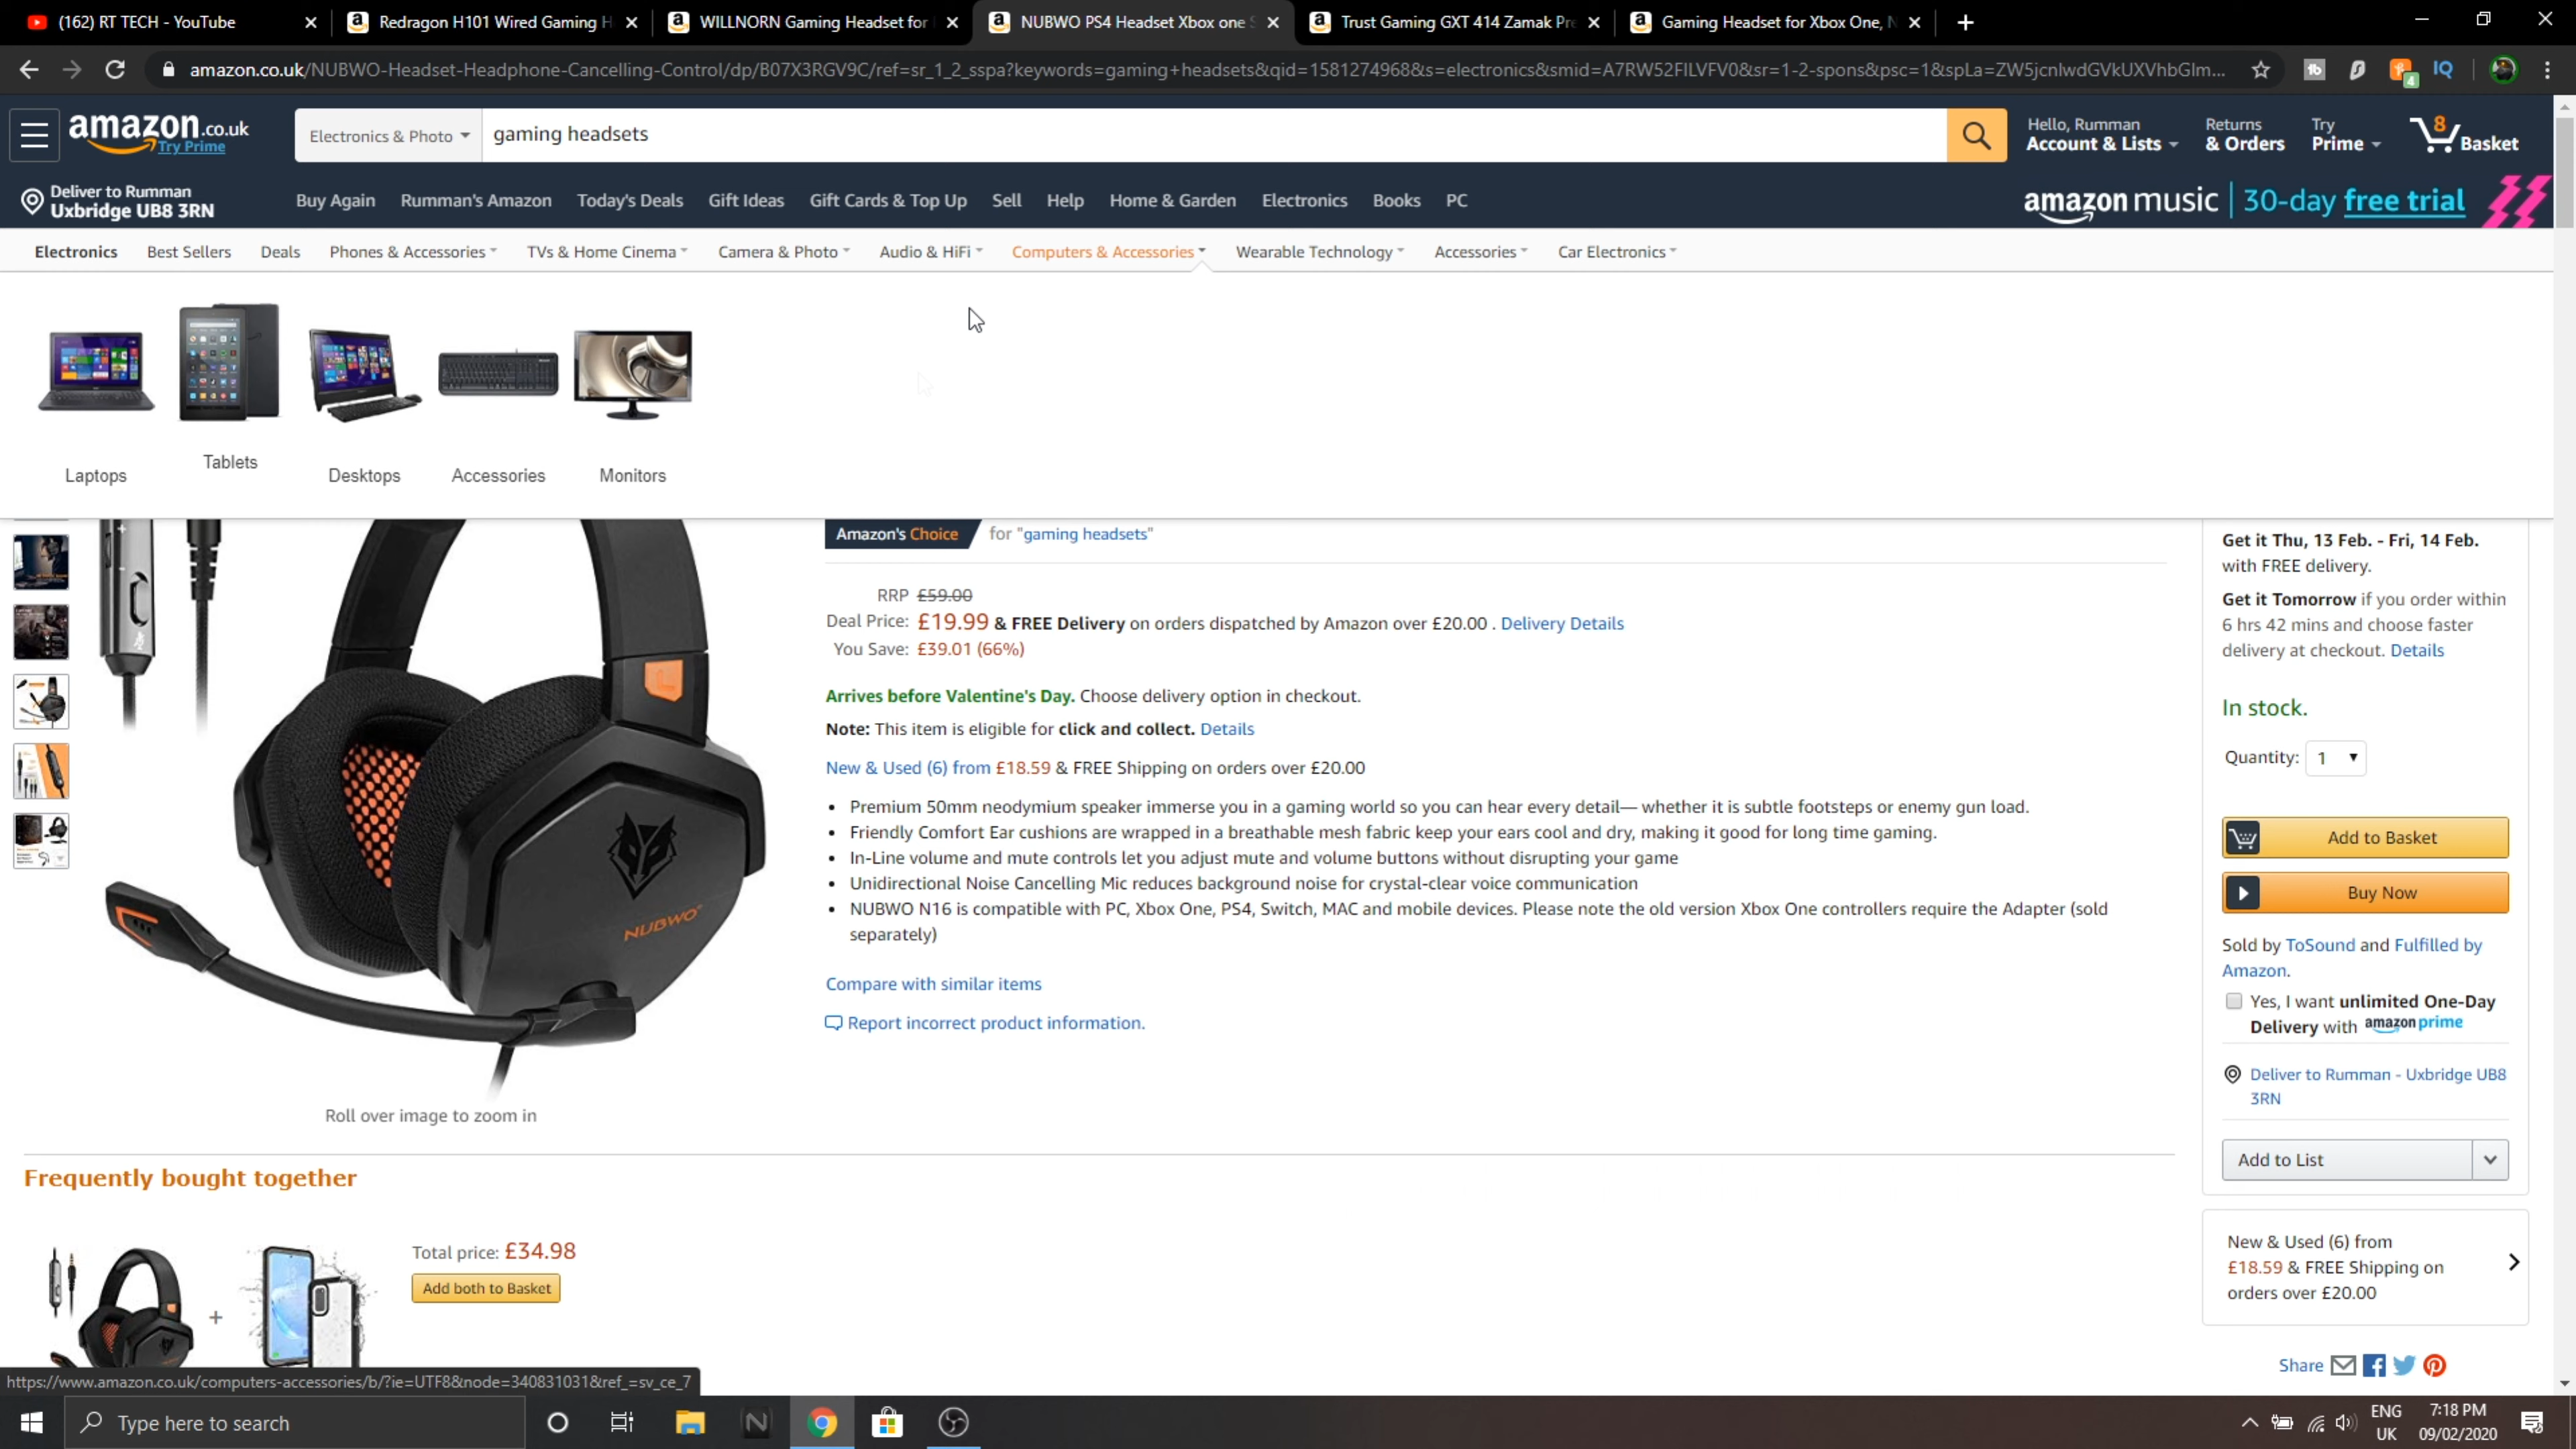 (162) RT TECH - YouTube
Redragon H101 Wired Gaming H
WILLNORN Gaming Headset for
NUBWO PS4 Headset Xbox one S
Trust Gaming GXT 414 Zamak Pre
Gaming Headset for Xbox One, N
amazon.co.uk/NUBWO-Headset-Headphone-Cancelling-Control/dp/B07X3RGV9C/ref=sr_1_2_sspa?keywords=gaming+headsets&qid=1581274968&s=electronics&smid=A7RW52FILVFV0&sr=1-2-spons&psc=1&spLa=ZW5jcnlwdGVkUXVhbGlm...
tb
4
IQ
amazon.co.uk
Try Prime
Electronics & Photo
gaming headsets
Hello, Rumman
Account & Lists
Returns
& Orders
Try
Prime
8
Basket
Deliver to Rumman
Uxbridge UB8 3RN
Buy Again Rumman's Amazon Today's Deals Gift Ideas Gift Cards & Top Up Sell Help Home & Garden Electronics Books PC
amazon music 30-day free trial
Electronics Best Sellers Deals Phones & Accessories TVs & Home Cinema Camera & Photo Audio & HiFi Computers & Accessories Wearable Technology Accessories Car Electronics
Laptops
Tablets
Desktops
Accessories
Monitors
L
NUBWO
Roll over image to zoom in
Amazon's Choice for "gaming headsets"
RRP £59.00
Deal Price: £19.99 & FREE Delivery on orders dispatched by Amazon over £20.00 . Delivery Details
You Save: £39.01 (66%)
Arrives before Valentine's Day. Choose delivery option in checkout.
Note: This item is eligible for click and collect. Details
New & Used (6) from £18.59 & FREE Shipping on orders over £20.00
• Premium 50mm neodymium speaker immerse you in a gaming world so you can hear every detail— whether it is subtle footsteps or enemy gun load.
• Friendly Comfort Ear cushions are wrapped in a breathable mesh fabric keep your ears cool and dry, making it good for long time gaming.
• In-Line volume and mute controls let you adjust mute and volume buttons without disrupting your game
• Unidirectional Noise Cancelling Mic reduces background noise for crystal-clear voice communication
• NUBWO N16 is compatible with PC, Xbox One, PS4, Switch, MAC and mobile devices. Please note the old version Xbox One controllers require the Adapter (sold
separately)
Compare with similar items
Report incorrect product information.
Get it Thu, 13 Feb. - Fri, 14 Feb.
with FREE delivery.
Get it Tomorrow if you order within
6 hrs 42 mins and choose faster
delivery at checkout. Details
In stock.
Quantity: 1
Add to Basket
Buy Now
Sold by ToSound and Fulfilled by
Amazon.
Yes, I want unlimited One-Day
Delivery with amazon prime
Deliver to Rumman - Uxbridge UB8
3RN
Add to List
New & Used (6) from
£18.59 & FREE Shipping on
orders over £20.00
Share
Frequently bought together
+
Total price: £34.98
Add both to Basket
https://www.amazon.co.uk/computers-accessories/b/?ie=UTF8&node=340831031&ref_=sv_ce_7
Type here to search
N
ENG
UK
7:18 PM
09/02/2020